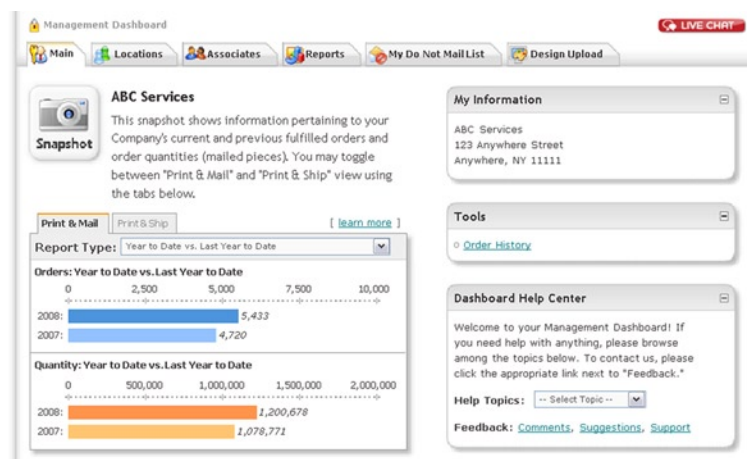 Management Dashboard
LIVE CHAT
Main
Locations
Associates
Reports
My Do Not Mail List
Design Upload
Snapshot
ABC Services
This snapshot shows information pertaining to your
Company's current and previous fulfilled orders and
order quantities (mailed pieces). You may toggle
between "Print & Mail" and "Print & Ship" view using
the tabs below.
Print & Mail
Print & Ship
[ learn more ]
Report Type: Year to Date vs. Last Year to Date
Orders: Year to Date vs. Last Year to Date
0 2,500 5,000 7,500 10,000
2008: 5,433
2007: 4,720
Quantity: Year to Date vs. Last Year to Date
0 500,000 1,000,000 1,500,000 2,000,000
2008: 1,200,678
2007: 1,078,771
My Information
ABC Services
123 Anywhere Street
Anywhere, NY 11111
Tools
Order History
Dashboard Help Center
Welcome to your Management Dashboard! If
you need help with anything, please browse
among the topics below. To contact us, please
click the appropriate link next to "Feedback."
Help Topics: -- Select Topic --
Feedback: Comments, Suggestions, Support